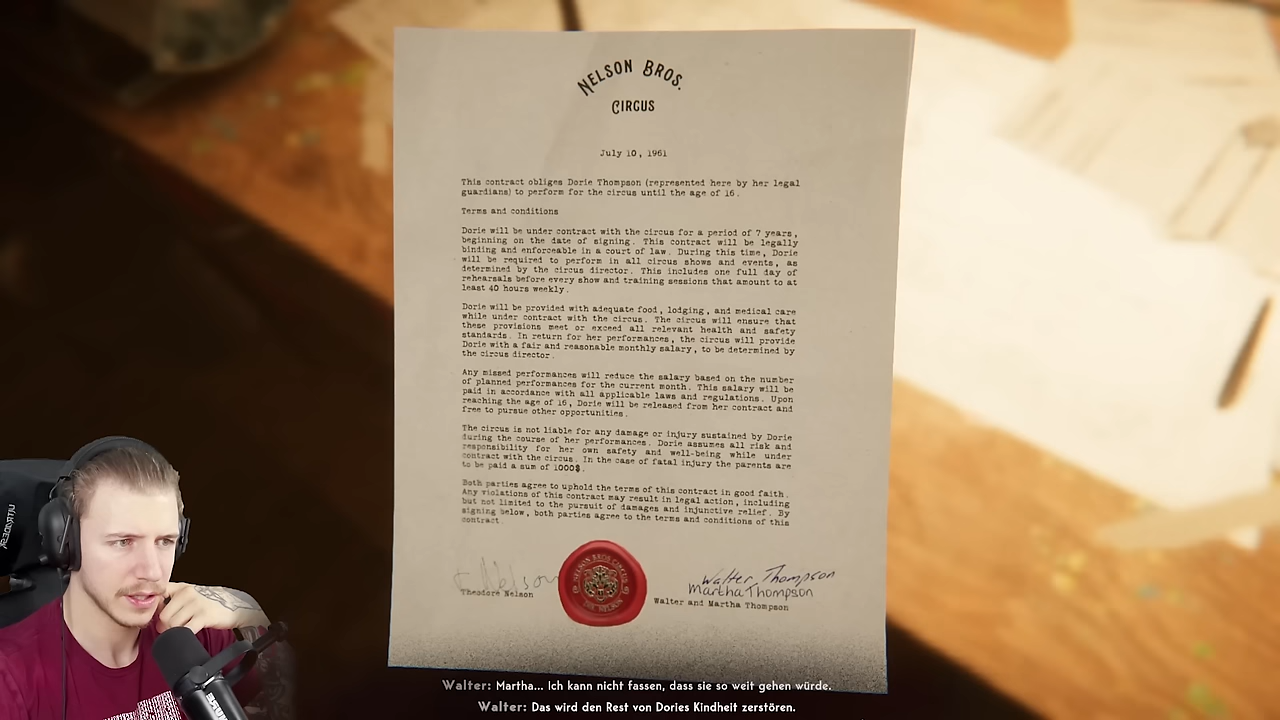 NELSON BROS.
CIRCUS
July 10, 1961
This contract obliges Dorie Thompson (represented here by her legal
guardians) to perform for the circus until the age of 16.
Terms and conditions
Dorie will be under contract with the circus for a period of 7 years,
beginning on the date of signing. This contract will be legally
binding and enforceable in a court of law. During this time, Dorie
will be required to perform in all circus shows and events, as
determined by the circus director. This includes one full day of
rehearsals before every show and training sessions that amount to at
least 40 hours weekly.
Dorie will be provided with adequate food, lodging, and medical care
while under contract with the circus. The circus will ensure that
these provisions meet or exceed all relevant health and safety
standards. In return for her performances, the circus will provide
Dorie with a fair and reasonable monthly salary, to be determined by
the circus director.
Any missed performances will reduce the salary based on the number
of planned performances for the current month. This salary will be
paid in accordance with all applicable laws and regulations. Upon
reaching the age of 16, Dorie will be released from her contract and
free to pursue other opportunities.
The circus is not liable for any damage or injury sustained by Dorie
during the course of her performances. Dorie assumes all risk and
responsibility for her own safety and well-being while under
contract with the circus. In the case of fatal injury the parents are
to be paid a sum of 1000$.
Both parties agree to uphold the terms of this contract in good faith.
Any violations of this contract may result in legal action, including
but not limited to the pursuit of damages and injunctive relief. By
signing below, both parties agree to the terms and conditions of this
contract.
Nelson
Theodore Nelson
NELSON BROS CIRCUS
Walter Thompson
Martha Thompson
Walter and Martha Thompson
Walter: Martha... Ich kann nicht fassen, dass sie so weit gehen würde.
Walter: Das wird den Rest von Dories Kindheit zerstören.